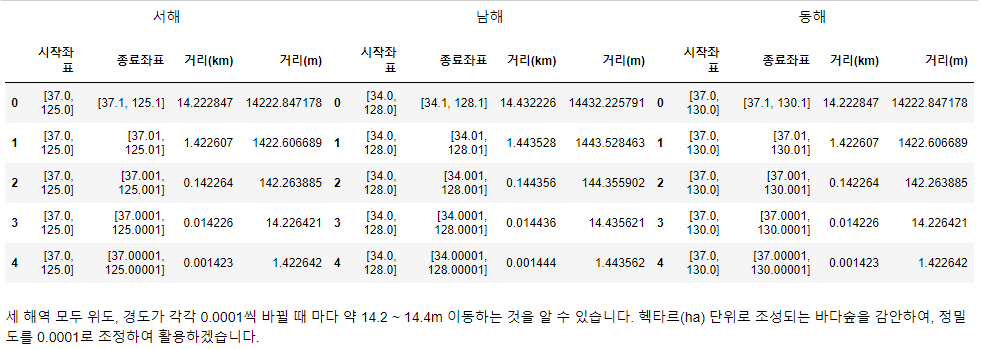 서해 남해 동해
시작좌표 종료좌표 거리(km) 거리(m) 시작좌표 종료좌표 거리(km) 거리(m) 시작좌표 종료좌표 거리(km) 거리(m)
0 [37.0, 125.0] [37.1, 125.1] 14.222847 14222.847178 0 [34.0, 128.0] [34.1, 128.1] 14.432226 14432.225791 0 [37.0, 130.0] [37.1, 130.1] 14.222847 14222.847178
1 [37.0, 125.0] [37.01, 125.01] 1.422607 1422.606689 1 [34.0, 128.0] [34.01, 128.01] 1.443528 1443.528463 1 [37.0, 130.0] [37.01, 130.01] 1.422607 1422.606689
2 [37.0, 125.0] [37.001, 125.001] 0.142264 142.263885 2 [34.0, 128.0] [34.001, 128.001] 0.144356 144.355902 2 [37.0, 130.0] [37.001, 130.001] 0.142264 142.263885
3 [37.0, 125.0] [37.0001, 125.0001] 0.014226 14.226421 3 [34.0, 128.0] [34.0001, 128.0001] 0.014436 14.435621 3 [37.0, 130.0] [37.0001, 130.0001] 0.014226 14.226421
4 [37.0, 125.0] [37.00001, 125.00001] 0.001423 1.422642 4 [34.0, 128.0] [34.00001, 128.00001] 0.001444 1.443562 4 [37.0, 130.0] [37.00001, 130.00001] 0.001423 1.422642
세 해역 모두 위도, 경도가 각각 0.0001씩 바뀔 때 마다 약 14.2 ~ 14.4m 이동하는 것을 알 수 있습니다. 헥타르(ha) 단위로 조성되는 바다숲을 감안하여, 정밀
도를 0.0001로 조정하여 활용하겠습니다.